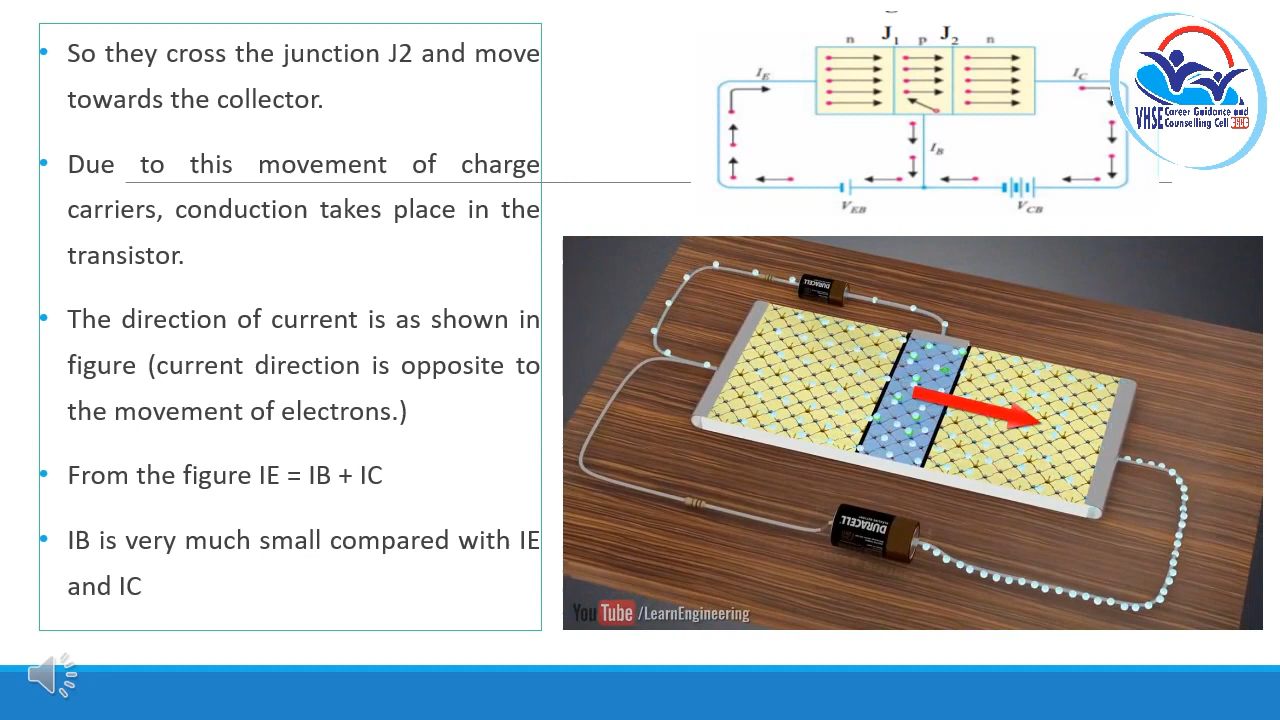 So they cross the junction J2 and move
towards the collector.
Due to this movement of charge
carriers, conduction takes place in the
transistor.
The direction of current is as shown in
figure (current direction is opposite to
the movement of electrons.)
From the figure IE = IB + IC
IB is very much small compared with IE
and IC
n J1 p J2 n
IE
IC
IB
VEB
VCB
VHSE Career Guidance and
Counselling Cell
DURACELL
DURACELL
YouTube /LearnEngineering